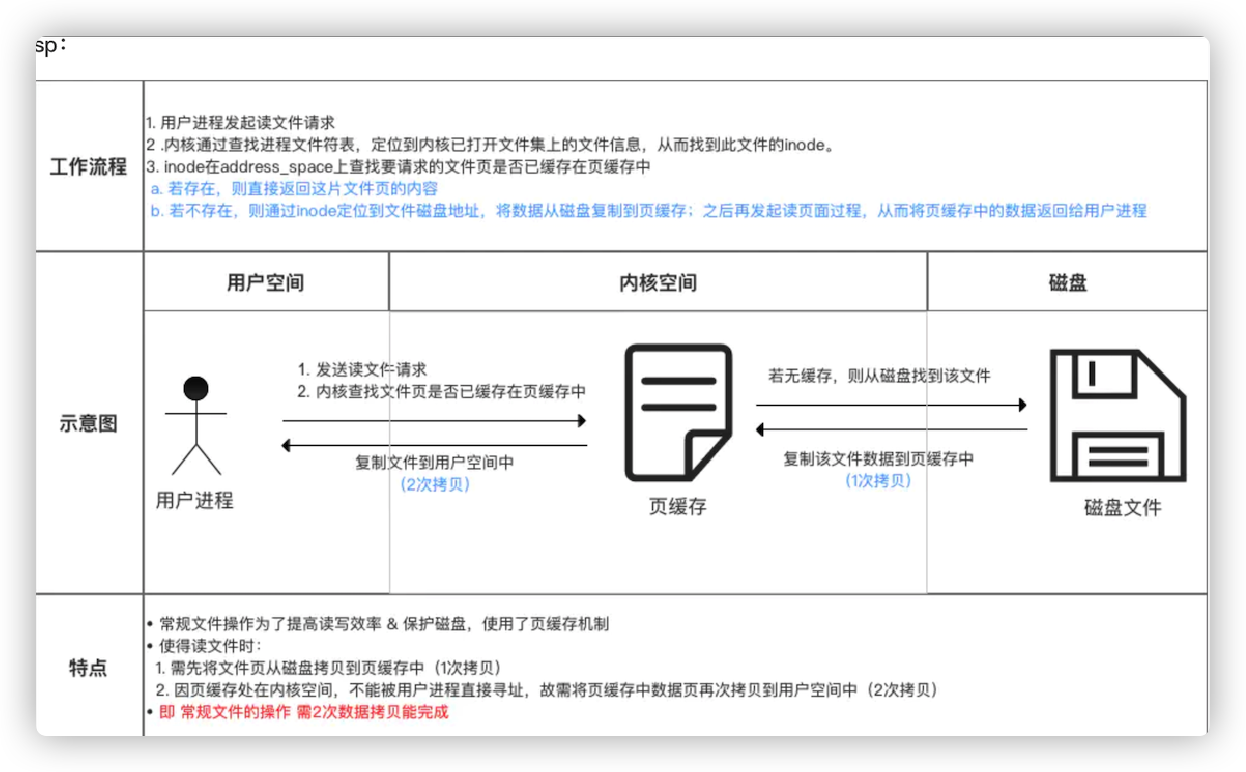 sp：
工作流程
1. 用户进程发起读文件请求
2 .内核通过查找进程文件符表，定位到内核已打开文件集上的文件信息，从而找到此文件的inode。
3. inode在address_space上查找要请求的文件页是否已缓存在页缓存中
a. 若存在，则直接返回这片文件页的内容
b. 若不存在，则通过inode定位到文件磁盘地址，将数据从磁盘复制到页缓存；之后再发起读页面过程，从而将页缓存中的数据返回给用户进程
用户空间
内核空间
磁盘
示意图
1. 发送读文件请求
2. 内核查找文件页是否已缓存在页缓存中
复制文件到用户空间中
（2次拷贝）
用户进程
页缓存
若无缓存，则从磁盘找到该文件
复制该文件数据到页缓存中
（1次拷贝）
磁盘文件
特点
• 常规文件操作为了提高读写效率 & 保护磁盘，使用了页缓存机制
• 使得读文件时：
1. 需先将文件页从磁盘拷贝到页缓存中（1次拷贝）
2. 因页缓存处在内核空间，不能被用户进程直接寻址，故需将页缓存中数据页再次拷贝到用户空间中（2次拷贝）
• 即 常规文件的操作 需2次数据拷贝能完成